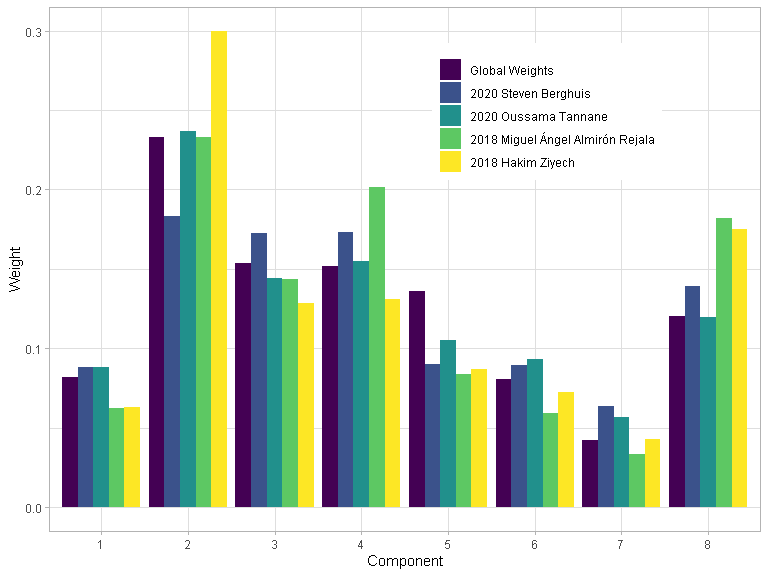 0.3
0.2
0.1
0.0
Weight
Global Weights
2020 Steven Berghuis
2020 Oussama Tannane
2018 Miguel Ángel Almirón Rejala
2018 Hakim Ziyech
1 2 3 4 5 6 7 8
Component